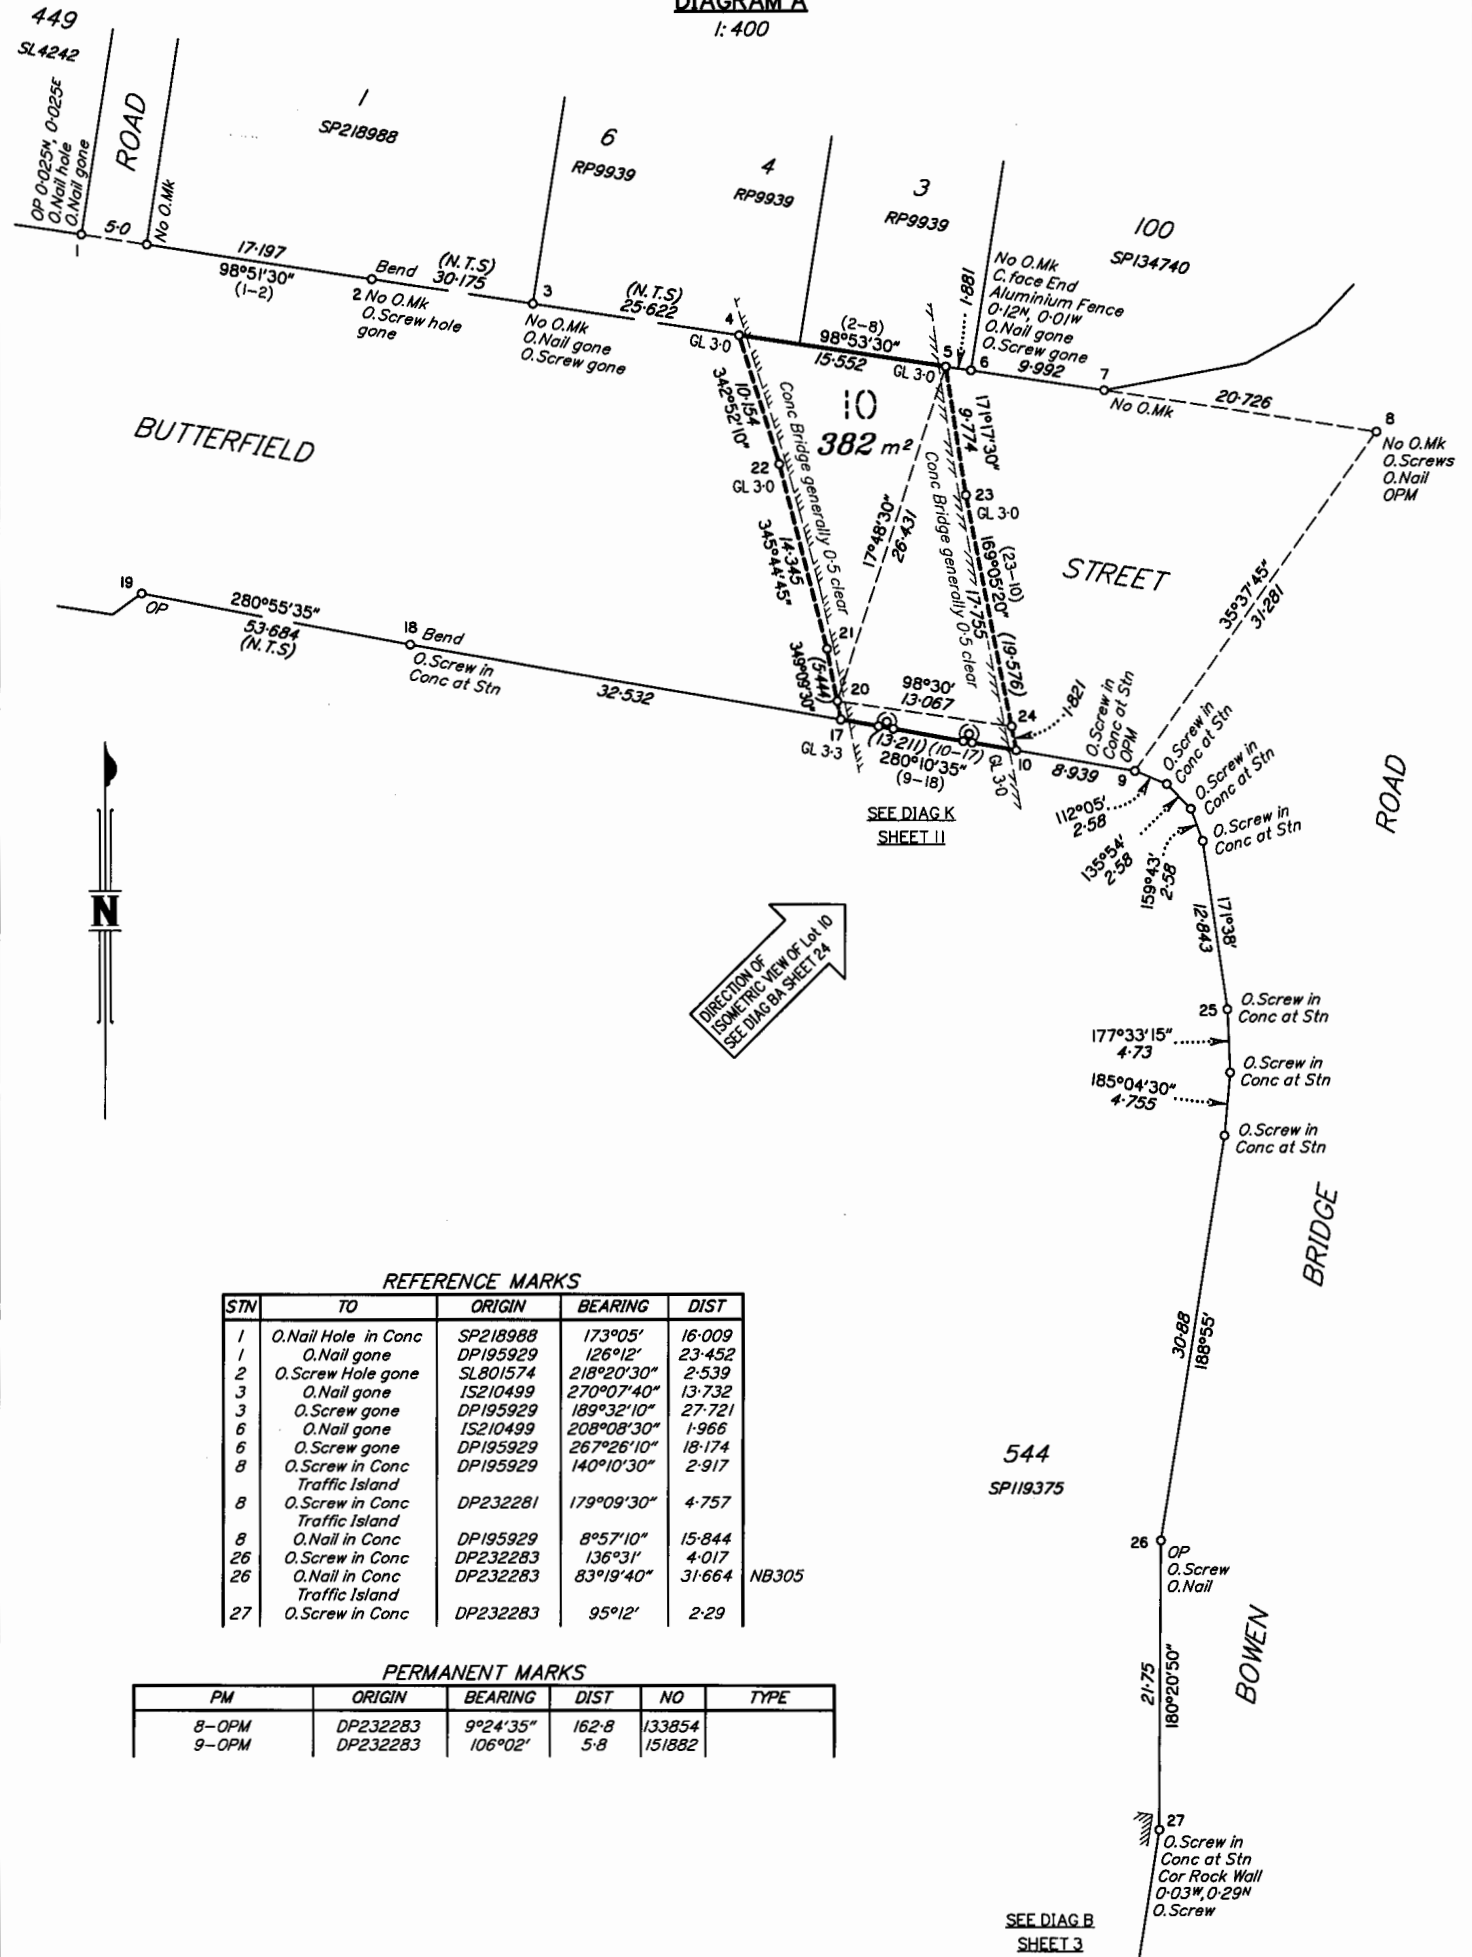 DIAGRAM A
1:400
449
SL4242
OP 0·025N, 0·025E
O.Nail hole
O.Nail gone
ROAD
No O.Mk
1
SP218988
6
RP9939
4
RP9939
3
RP9939
100
SP134740
1
5·0
17·197
98°51'30"
(1-2)
Bend
2 No O.Mk
O.Screw hole
gone
(N.T.S)
30·175
3
No O.Mk
O.Nail gone
O.Screw gone
(N.T.S)
25·622
4
GL 3·0
(2-8)
98°53'30"
15·552
5
GL 3·0
1·881
6
No O.Mk
C.face End
Aluminium Fence
0·12N, 0·01W
O.Nail gone
O.Screw gone
9·992
7
No O.Mk
20·726
8
No O.Mk
O.Screws
O.Nail
OPM
BUTTERFIELD
STREET
10
382 m²
10·154
342°52'10"
22
GL 3·0
Conc Bridge generally 0·5 clear
14·345
345°44'45"
21
(5·444)
349°09'30"
17°48'30"
26·431
171°17'30"
9·774
23
GL 3·0
Conc Bridge generally 0·5 clear
(23-10)
169°05'20" (19·576)
17·755
35°37'45"
31·281
19
OP
280°55'35"
53·684
(N.T.S)
18 Bend
O.Screw in
Conc at Stn
32·532
20
98°30'
13·067
24
1·821
17
GL 3·3
(13·211) (10-17)
280°10'35"
(9-18)
GL 3·0
10
8·939
9
O.Screw in
Conc at Stn
OPM
O.Screw in
Conc at Stn
O.Screw in
Conc at Stn
O.Screw in
Conc at Stn
112°05'
2·58
135°54'
2·58
159°43'
2·58
SEE DIAG K
SHEET 11
171°38'
12·843
ROAD
N
DIRECTION OF
ISOMETRIC VIEW OF Lot 10
SEE DIAG BA SHEET 24
25
O.Screw in
Conc at Stn
177°33'15"
4·73
O.Screw in
Conc at Stn
185°04'30"
4·755
O.Screw in
Conc at Stn
BRIDGE
30·88
188°55'
544
SP119375
26
OP
O.Screw
O.Nail
21·75
180°20'50"
BOWEN
27
O.Screw in
Conc at Stn
Cor Rock Wall
0·03W, 0·29N
O.Screw
SEE DIAG B
SHEET 3
REFERENCE MARKS
STN TO ORIGIN BEARING DIST
1 O.Nail Hole in Conc SP218988 173°05' 16·009
1 O.Nail gone DP195929 126°12' 23·452
2 O.Screw Hole gone SL801574 218°20'30" 2·539
3 O.Nail gone IS210499 270°07'40" 13·732
3 O.Screw gone DP195929 189°32'10" 27·721
6 O.Nail gone IS210499 208°08'30" 1·966
6 O.Screw gone DP195929 267°26'10" 18·174
8 O.Screw in Conc DP195929 140°10'30" 2·917
Traffic Island
8 O.Screw in Conc DP232281 179°09'30" 4·757
Traffic Island
8 O.Nail in Conc DP195929 8°57'10" 15·844
26 O.Screw in Conc DP232283 136°31' 4·017
26 O.Nail in Conc DP232283 83°19'40" 31·664 NB305
Traffic Island
27 O.Screw in Conc DP232283 95°12' 2·29
PERMANENT MARKS
PM ORIGIN BEARING DIST NO TYPE
8-OPM DP232283 9°24'35" 162·8 133854
9-OPM DP232283 106°02' 5·8 151882